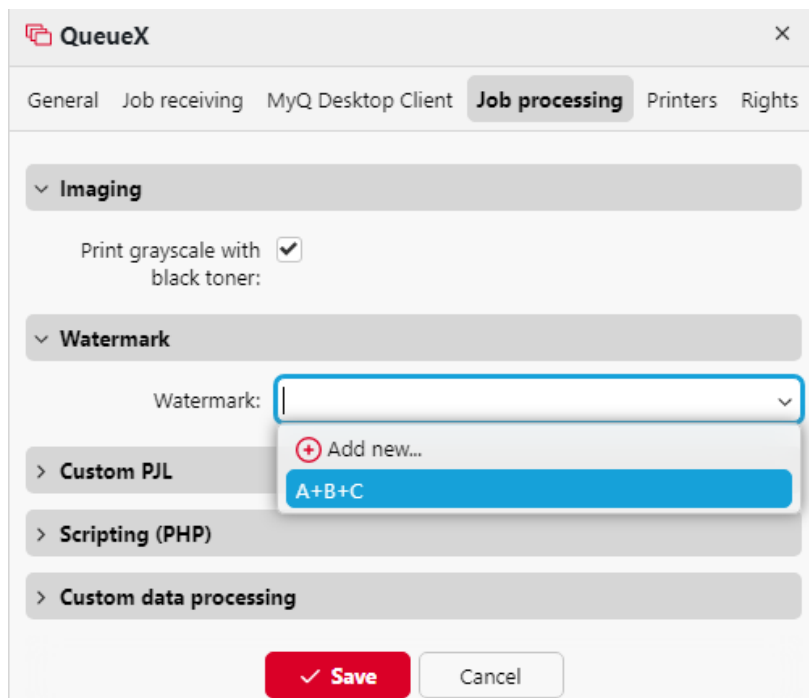 QueueX
General Job receiving MyQ Desktop Client Job processing Printers Rights
Imaging
Print grayscale with
black toner:
Watermark
Watermark:
Add new...
A+B+C
Custom PJL
Scripting (PHP)
Custom data processing
Save Cancel